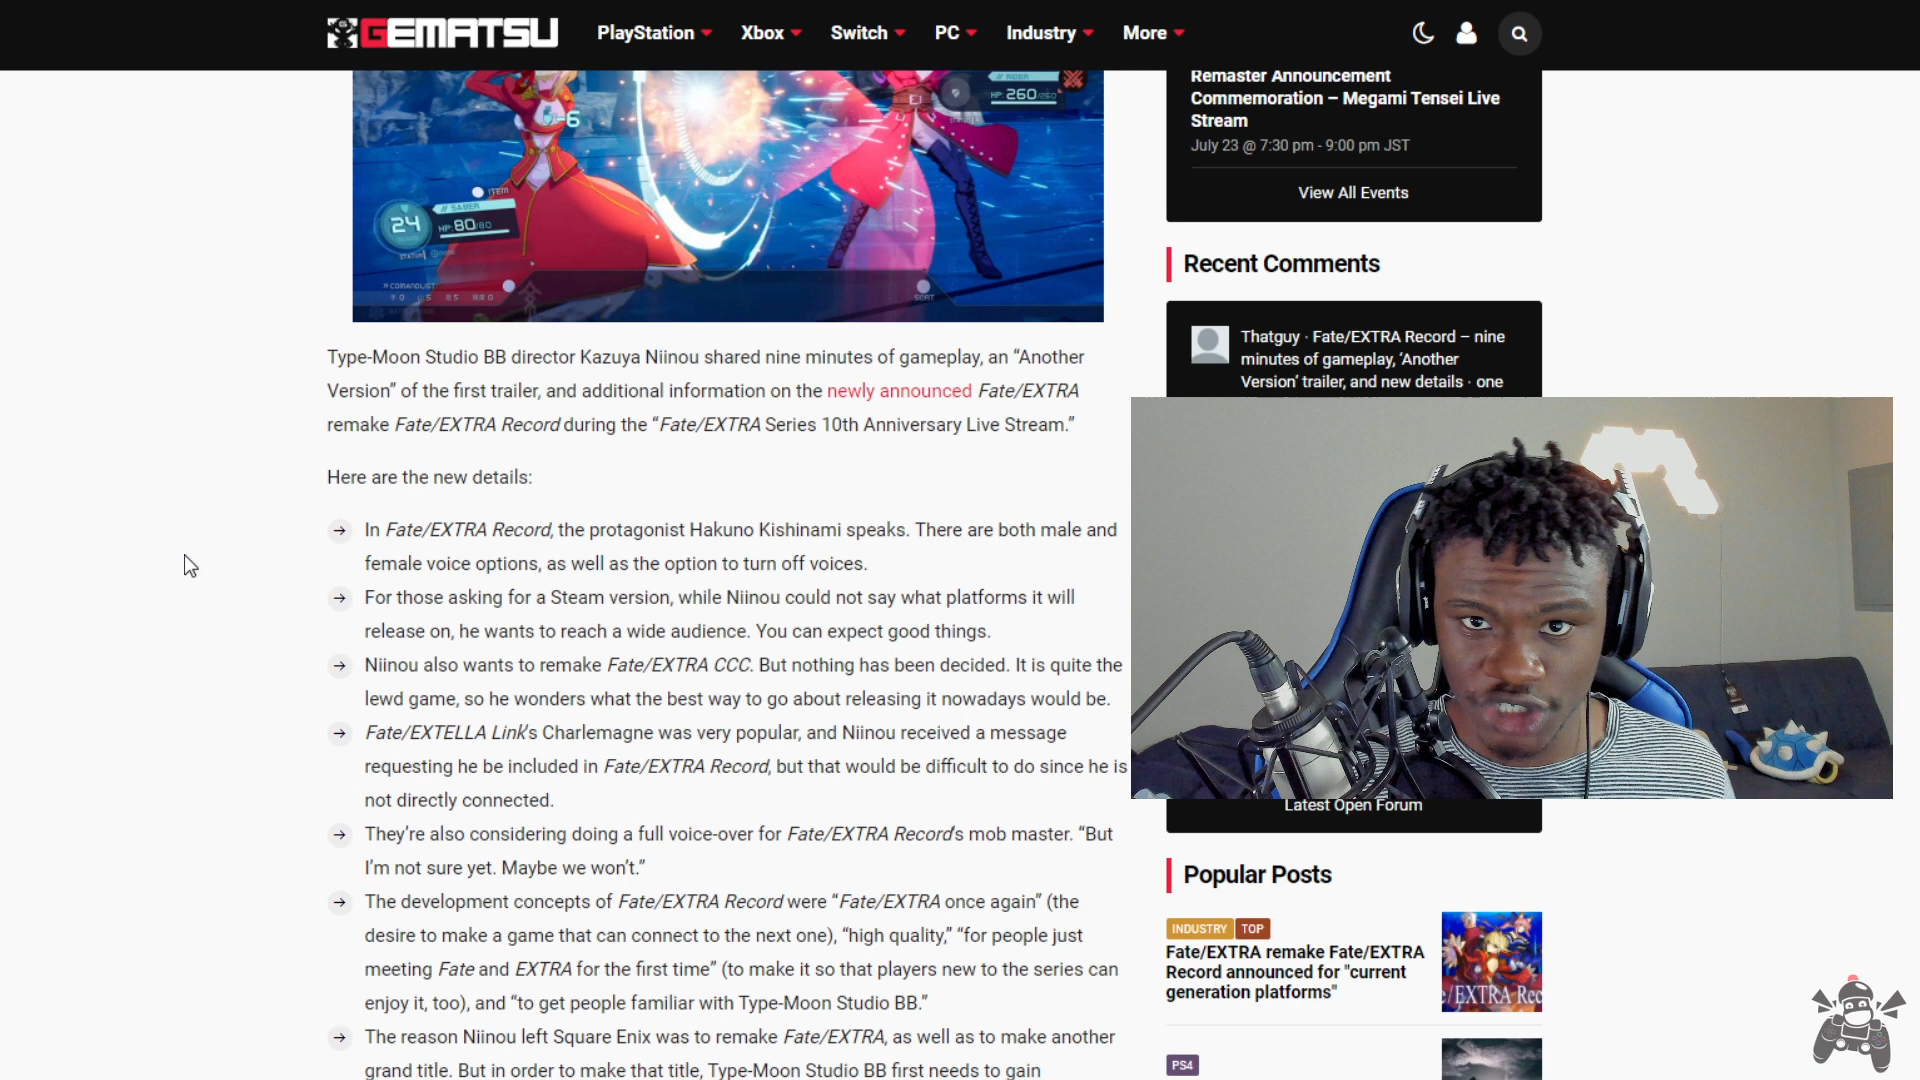 GEMATSU
PlayStation Xbox Switch PC Industry More
RIDER
HP:260/260
-6
ITEM
SABER
24
HP:80/80
STATUS
Type-Moon Studio BB director Kazuya Niinou shared nine minutes of gameplay, an “Another
Version” of the first trailer, and additional information on the newly announced Fate/EXTRA
remake Fate/EXTRA Record during the “Fate/EXTRA Series 10th Anniversary Live Stream.”
Here are the new details:
In Fate/EXTRA Record, the protagonist Hakuno Kishinami speaks. There are both male and
female voice options, as well as the option to turn off voices.
For those asking for a Steam version, while Niinou could not say what platforms it will
release on, he wants to reach a wide audience. You can expect good things.
Niinou also wants to remake Fate/EXTRA CCC. But nothing has been decided. It is quite the
lewd game, so he wonders what the best way to go about releasing it nowadays would be.
Fate/EXTELLA Link’s Charlemagne was very popular, and Niinou received a message
requesting he be included in Fate/EXTRA Record, but that would be difficult to do since he is
not directly connected.
They’re also considering doing a full voice-over for Fate/EXTRA Record’s mob master. “But
I’m not sure yet. Maybe we won’t.”
The development concepts of Fate/EXTRA Record were “Fate/EXTRA once again” (the
desire to make a game that can connect to the next one), “high quality,” “for people just
meeting Fate and EXTRA for the first time” (to make it so that players new to the series can
enjoy it, too), and “to get people familiar with Type-Moon Studio BB.”
The reason Niinou left Square Enix was to remake Fate/EXTRA, as well as to make another
grand title. But in order to make that title, Type-Moon Studio BB first needs to gain
Remaster Announcement
Commemoration – Megami Tensei Live
Stream
July 23 @ 7:30 pm - 9:00 pm JST
View All Events
Recent Comments
Thatguy · Fate/EXTRA Record – nine
minutes of gameplay, ‘Another
Version’ trailer, and new details · one
Latest Open Forum
Popular Posts
INDUSTRY TOP
Fate/EXTRA remake Fate/EXTRA
Record announced for "current
generation platforms"
e/EXTRA Rec
PS4